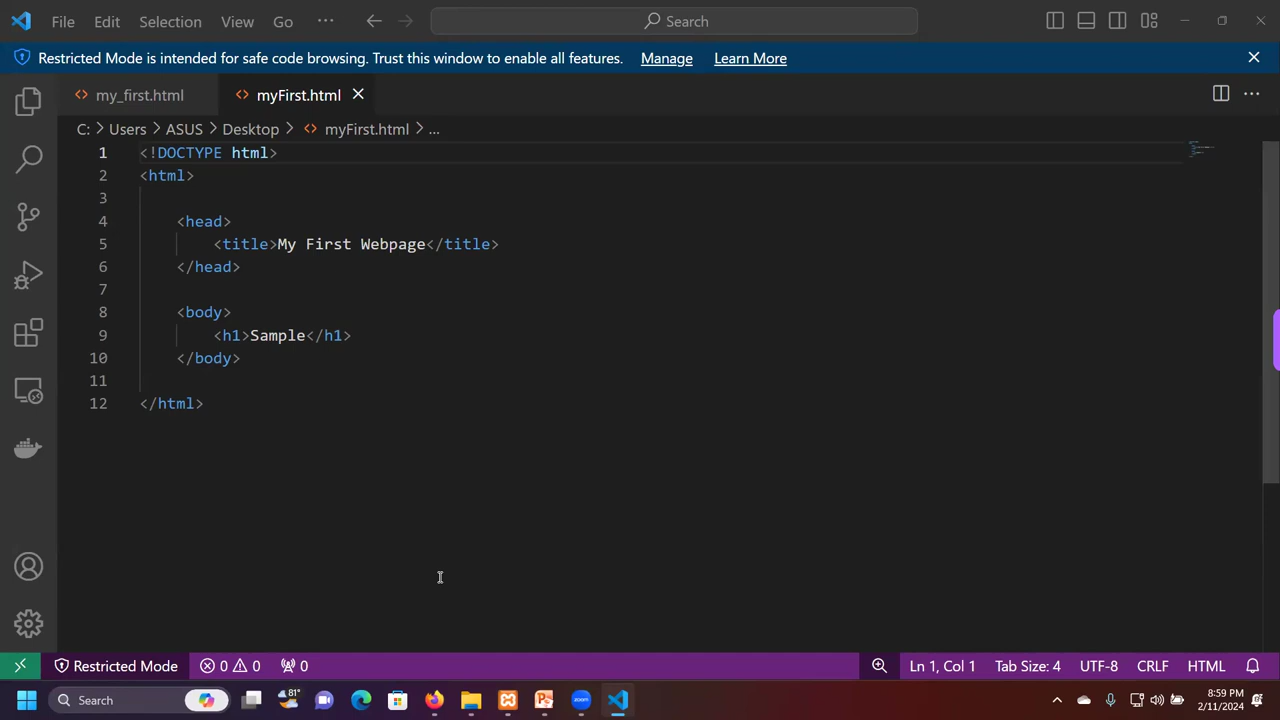 File Edit Selection View Go ··· Search
Restricted Mode is intended for safe code browsing. Trust this window to enable all features. Manage Learn More
my_first.html myFirst.html
C: > Users > ASUS > Desktop > myFirst.html > ...
1 <!DOCTYPE html>
2 <html>
3
4 <head>
5 <title>My First Webpage</title>
6 </head>
7
8 <body>
9 <h1>Sample</h1>
10 </body>
11
12 </html>
Restricted Mode 0 0 0 Ln 1, Col 1 Tab Size: 4 UTF-8 CRLF HTML
Search 81° zoom 8:59 PM
2/11/2024